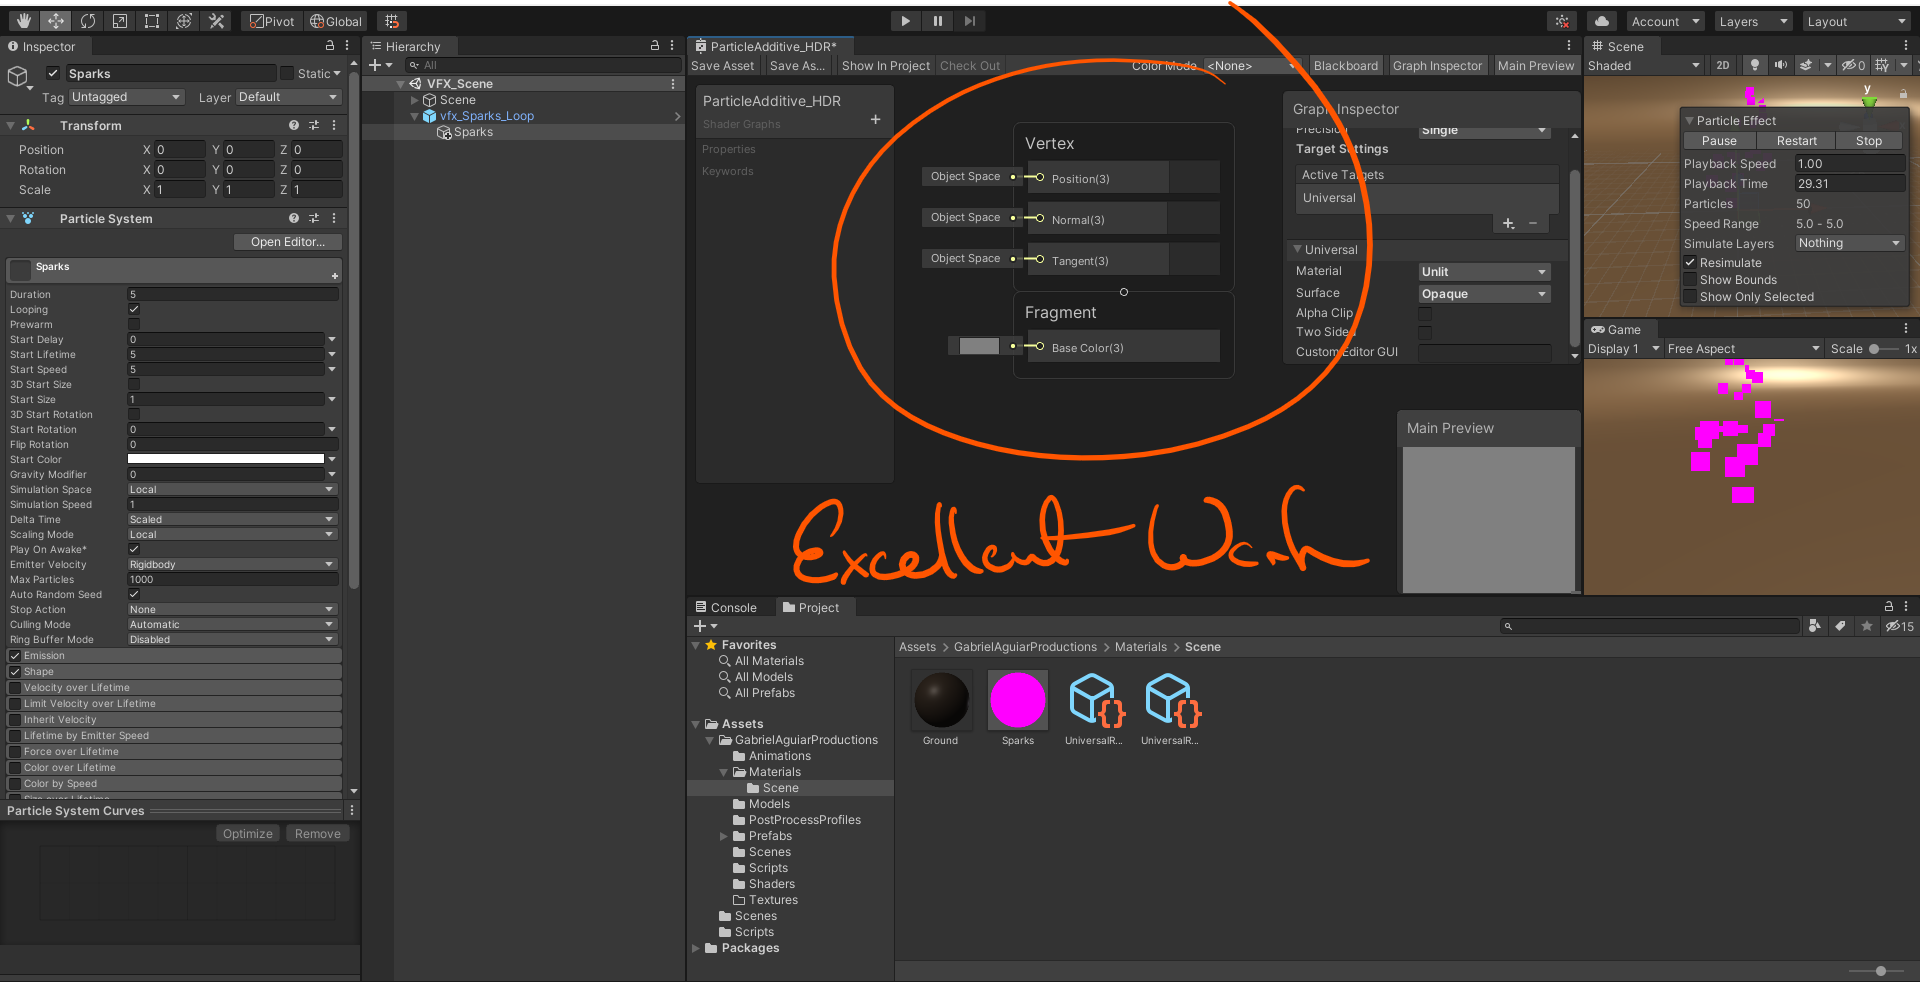 Pivot Global
Account Layers Layout
Inspector
Hierarchy
ParticleAdditive_HDR*
Scene
Sparks Static
Tag Untagged Layer Default
All
Save Asset Save As... Show In Project Check Out Color Mode <None> Blackboard Graph Inspector Main Preview
Shaded 2D 0
VFX_Scene
Scene
vfx_Sparks_Loop
Sparks
Transform
Position X 0 Y 0 Z 0
Rotation X 0 Y 0 Z 0
Scale X 1 Y 1 Z 1
Particle System
Open Editor...
Sparks
Duration 5
Looping
Prewarm
Start Delay 0
Start Lifetime 5
Start Speed 5
3D Start Size
Start Size 1
3D Start Rotation
Start Rotation 0
Flip Rotation 0
Start Color
Gravity Modifier 0
Simulation Space Local
Simulation Speed 1
Delta Time Scaled
Scaling Mode Local
Play On Awake*
Emitter Velocity Rigidbody
Max Particles 1000
Auto Random Seed
Stop Action None
Culling Mode Automatic
Ring Buffer Mode Disabled
Emission
Shape
Velocity over Lifetime
Limit Velocity over Lifetime
Inherit Velocity
Lifetime by Emitter Speed
Force over Lifetime
Color over Lifetime
Color by Speed
Size over Lifetime
Particle System Curves
Optimize Remove
ParticleAdditive_HDR
Shader Graphs
Properties
Keywords
Vertex
Object Space Position(3)
Object Space Normal(3)
Object Space Tangent(3)
Fragment
Base Color(3)
Graph Inspector
Precision Single
Target Settings
Active Targets
Universal
Universal
Material Unlit
Surface Opaque
Alpha Clip
Two Sided
Custom Editor GUI
Main Preview
Excellent Work
y
Particle Effect
Pause Restart Stop
Playback Speed 1.00
Playback Time 29.31
Particles 50
Speed Range 5.0 - 5.0
Simulate Layers Nothing
Resimulate
Show Bounds
Show Only Selected
Game
Display 1 Free Aspect Scale 1x
Console Project
15
Favorites
All Materials
All Models
All Prefabs
Assets
GabrielAguiarProductions
Animations
Materials
Scene
Models
PostProcessProfiles
Prefabs
Scenes
Scripts
Shaders
Textures
Scenes
Scripts
Packages
Assets > GabrielAguiarProductions > Materials > Scene
Ground Sparks UniversalR... UniversalR...